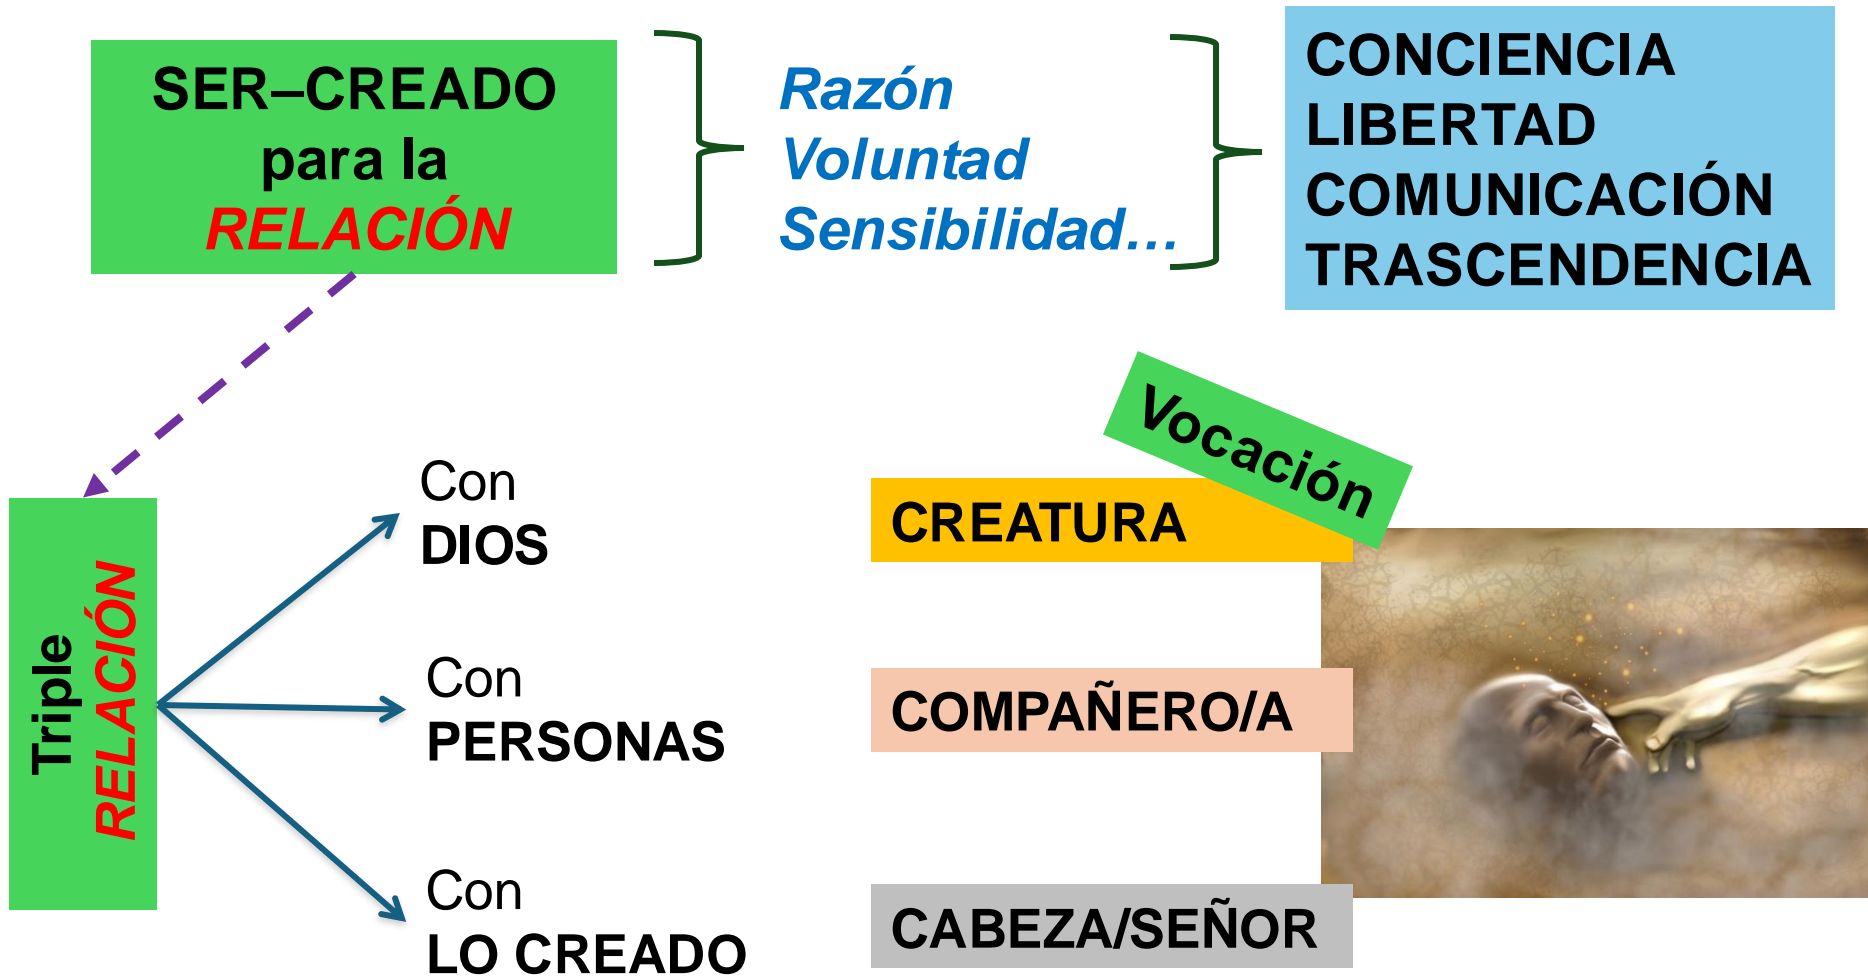 SER–CREADO
para la
RELACIÓN
Razón
Voluntad
Sensibilidad…
CONCIENCIA
LIBERTAD
COMUNICACIÓN
TRASCENDENCIA
Triple
RELACIÓN
Con
DIOS
Con
PERSONAS
Con
LO CREADO
Vocación
CREATURA
COMPAÑERO/A
CABEZA/SEÑOR